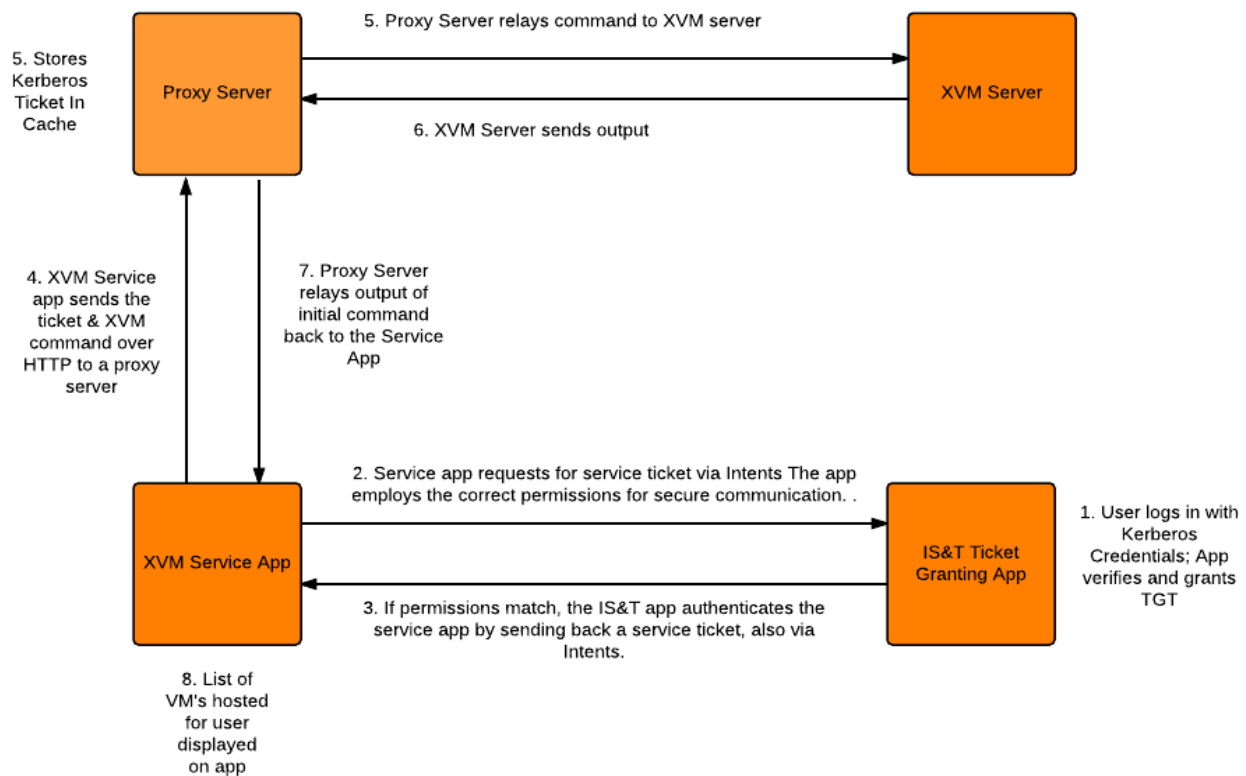 5. Proxy Server relays command to XVM server
5. Stores
Kerberos
Ticket In
Cache
Proxy Server
XVM Server
6. XVM Server sends output
4. XVM Service
app sends the
ticket & XVM
command over
HTTP to a proxy
server
7. Proxy Server
relays output of
initial command
back to the Service
App
2. Service app requests for service ticket via Intents The app
employs the correct permissions for secure communication. .
XVM Service App
IS&T Ticket
Granting App
1. User logs in with
Kerberos
Credentials; App
verifies and grants
TGT
3. If permissions match, the IS&T app authenticates the
service app by sending back a service ticket, also via
Intents.
8. List of
VM's hosted
for user
displayed
on app